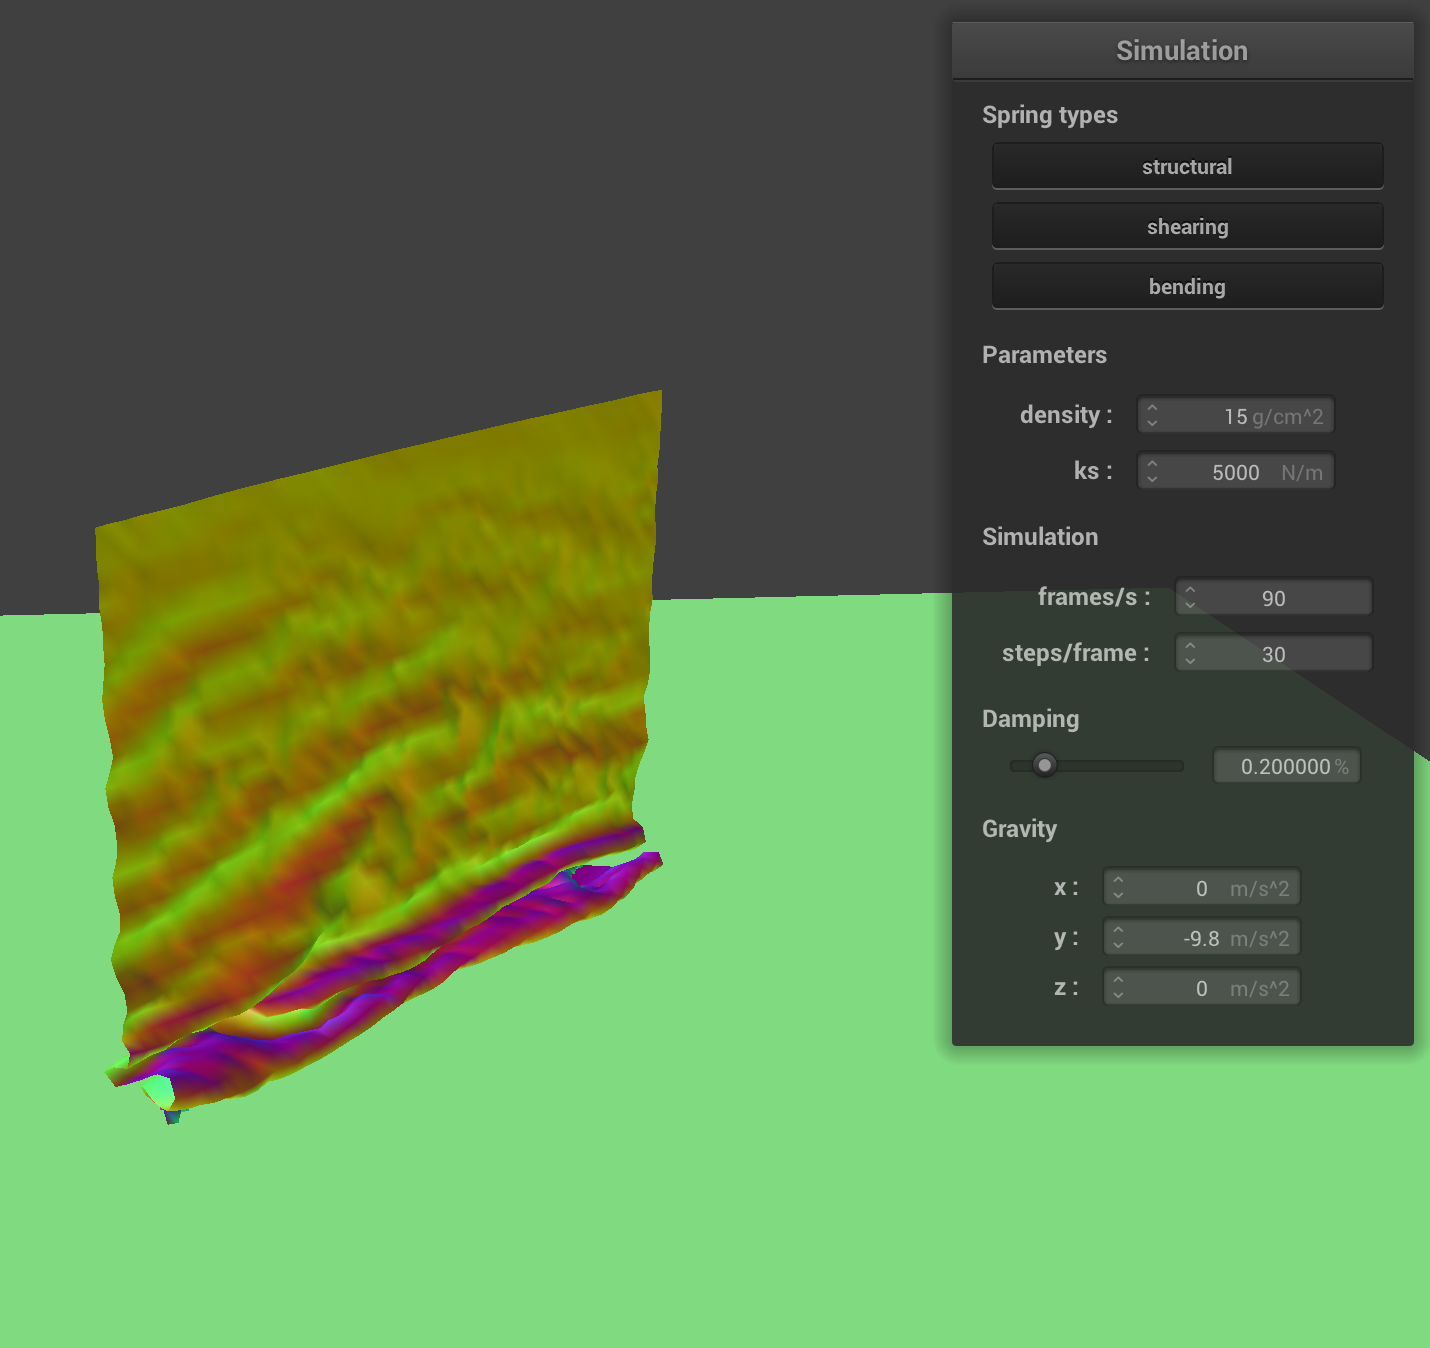 Simulation
Spring types
structural
shearing
bending
Parameters
density : 15 g/cm^2
ks : 5000 N/m
Simulation
frames/s : 90
steps/frame : 30
Damping
0.200000 %
Gravity
x : 0 m/s^2
y : -9.8 m/s^2
z : 0 m/s^2